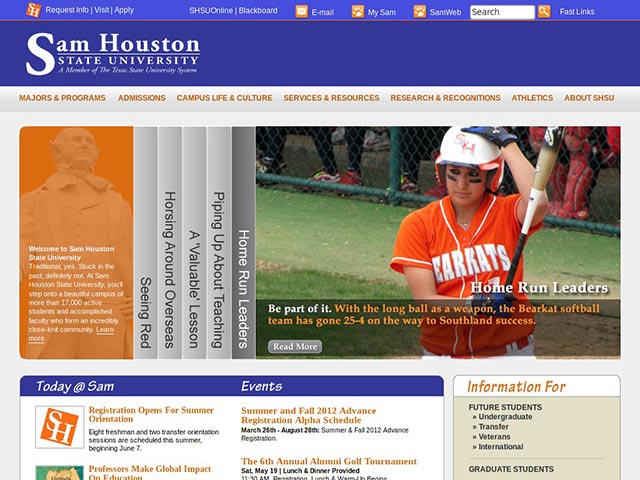 Request Info | Visit | Apply
SHSUOnline | Blackboard
E-mail
My Sam
SamWeb
Search
Fast Links
Sam Houston
STATE UNIVERSITY
A Member of The Texas State University System
MAJORS & PROGRAMS
ADMISSIONS
CAMPUS LIFE & CULTURE
SERVICES & RESOURCES
RESEARCH & RECOGNITIONS
ATHLETICS
ABOUT SHSU
Welcome to Sam Houston
State University
Traditional, yes. Stuck in the
past, definitely not. At Sam
Houston State University, you'll
step onto a beautiful campus of
more than 17,000 active
students and accomplished
faculty who form an incredibly
close-knit community. Learn
more
Seeing Red
Horsing Around Overseas
A 'Valuable' Lesson
Piping Up About Teaching
Home Run Leaders
SH
BEARKATS
Home Run Leaders
Be part of it. With the long ball as a weapon, the Bearkat softball
team has gone 25-4 on the way to Southland success.
Read More
Today @ Sam
SH
Registration Opens For Summer
Orientation
Eight freshman and two transfer orientation
sessions are scheduled this summer,
beginning June 7.
Professors Make Global Impact
On Education
Events
Summer and Fall 2012 Advance
Registration Alpha Schedule
March 26th - August 28th: Summer & Fall 2012 Advance
Registration.
The 6th Annual Alumni Golf Tournament
Sat, May 19 | Lunch & Dinner Provided
11:30 AM, Registration, Lunch & Warm-Up Begins
Information For
FUTURE STUDENTS
» Undergraduate
» Transfer
» Veterans
» International
GRADUATE STUDENTS